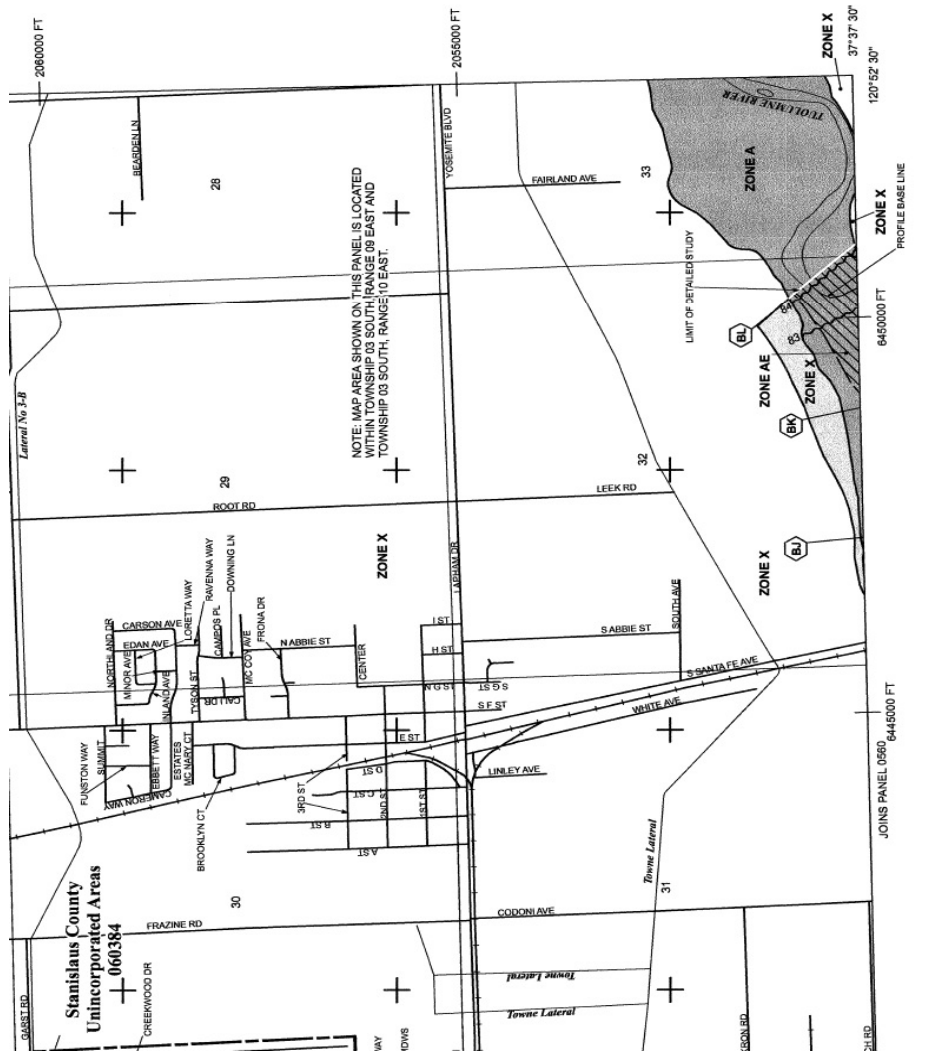 2060000 FT
2055000 FT
37°37' 30"
120°52' 30"
ZONE X
BEARDEN LN
28
YOSEMITE BLVD
FAIRLAND AVE
33
TUOLUMNE RIVER
ZONE A
ZONE X
PROFILE BASE LINE
LIMIT OF DETAILED STUDY
84
83
BL
6450000 FT
ZONE AE
ZONE X
BK
NOTE: MAP AREA SHOWN ON THIS PANEL IS LOCATED
WITHIN TOWNSHIP 03 SOUTH, RANGE 09 EAST AND
TOWNSHIP 03 SOUTH, RANGE 10 EAST.
Lateral No 3-B
29
32
ROOT RD
LEEK RD
ZONE X
ZONE X
BJ
LAPHAM DR
NORTHLAND DR
CARSON AVE
EDAN AVE
MINOR AVE
INLAND AVE
LORETTA WAY
RAVENNA WAY
TYSON ST
CAMPOS PL
DOWNING LN
CALI DR
MC COY AVE
FRONA DR
N ABBIE ST
CENTER
I ST
H ST
S G ST
S F ST
S ABBIE ST
SOUTH AVE
S SANTA FE AVE
WHITE AVE
LINLEY AVE
E ST
D ST
C ST
B ST
A ST
3RD ST
2ND ST
1ST ST
FUNSTON WAY
SUMMIT
EBBETT WAY
ESTATES
MC NARY CT
CAMERON WAY
BROOKLYN CT
6445000 FT
JOINS PANEL 0560
Stanislaus County
Unincorporated Areas
060384
30
31
Towne Lateral
FRAZINE RD
CODONI AVE
GARST RD
CREEKWOOD DR
Towne Lateral
Towne Lateral
WAY
KRON RD
CH RD